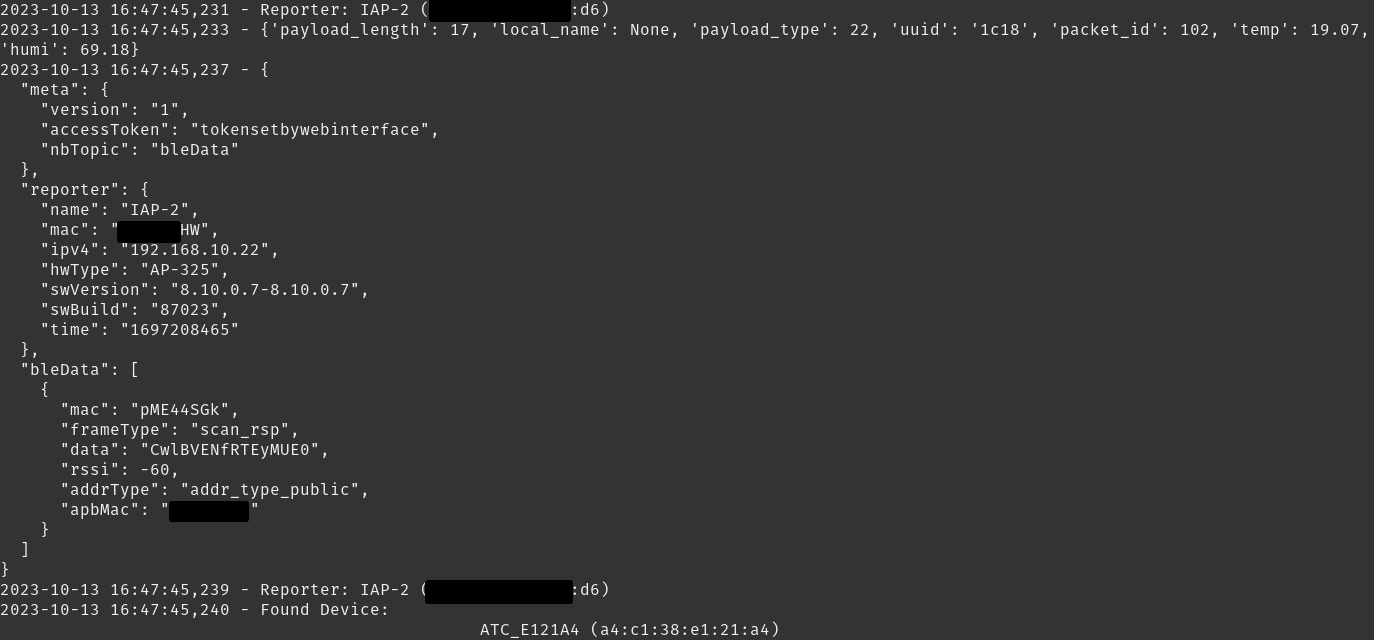 2023-10-13 16:47:45,231 - Reporter: IAP-2 ( :d6)
2023-10-13 16:47:45,233 - {'payload_length': 17, 'local_name': None, 'payload_type': 22, 'uuid': '1c18', 'packet_id': 102, 'temp': 19.07,
'humi': 69.18}
2023-10-13 16:47:45,237 - {
  "meta": {
    "version": "1",
    "accessToken": "tokensetbywebinterface",
    "nbTopic": "bleData"
  },
  "reporter": {
    "name": "IAP-2",
    "mac": " HW",
    "ipv4": "192.168.10.22",
    "hwType": "AP-325",
    "swVersion": "8.10.0.7-8.10.0.7",
    "swBuild": "87023",
    "time": "1697208465"
  },
  "bleData": [
    {
      "mac": "pME44SGk",
      "frameType": "scan_rsp",
      "data": "CwlBVENfRTEyMUE0",
      "rssi": -60,
      "addrType": "addr_type_public",
      "apbMac": " "
    }
  ]
}
2023-10-13 16:47:45,239 - Reporter: IAP-2 ( :d6)
2023-10-13 16:47:45,240 - Found Device:
ATC_E121A4 (a4:c1:38:e1:21:a4)